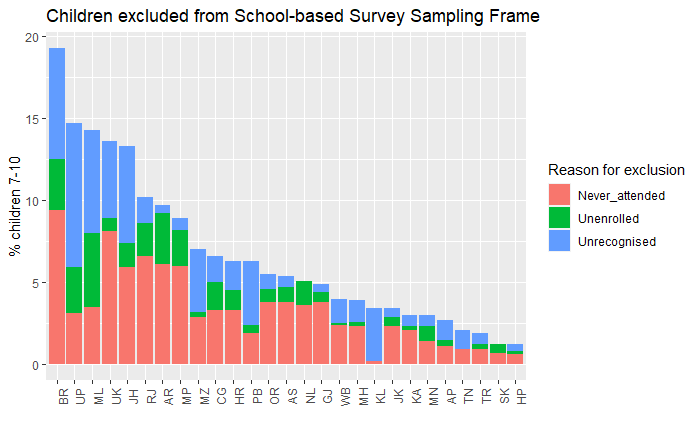 Children excluded from School-based Survey Sampling Frame
% children 7-10
20
15
10
5
0
BR
UP
ML
UK
JH
RJ
AR
MP
MZ
CG
HR
PB
OR
AS
NL
GJ
WB
MH
KL
JK
KA
MN
AP
TN
TR
SK
HP
Reason for exclusion
Never_attended
Unenrolled
Unrecognised